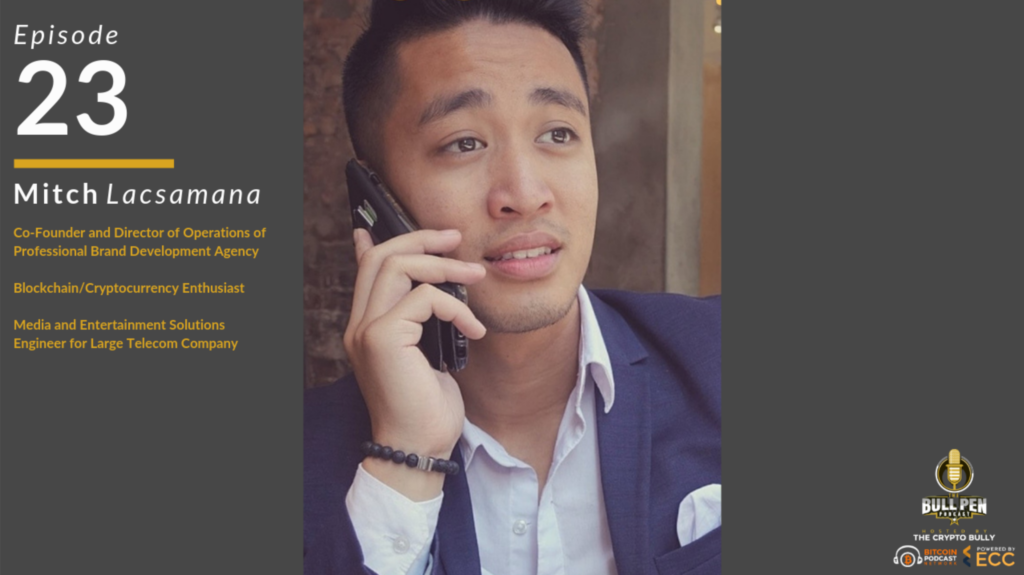 Episode
23
Mitch Lacsamana
Co-Founder and Director of Operations of
Professional Brand Development Agency
Blockchain/Cryptocurrency Enthusiast
Media and Entertainment Solutions
Engineer for Large Telecom Company
THE
BULL PEN
PODCAST
HOSTED BY
THE CRYPTO BULLY
BITCOIN
PODCAST
NETWORK
POWERED BY
ECC